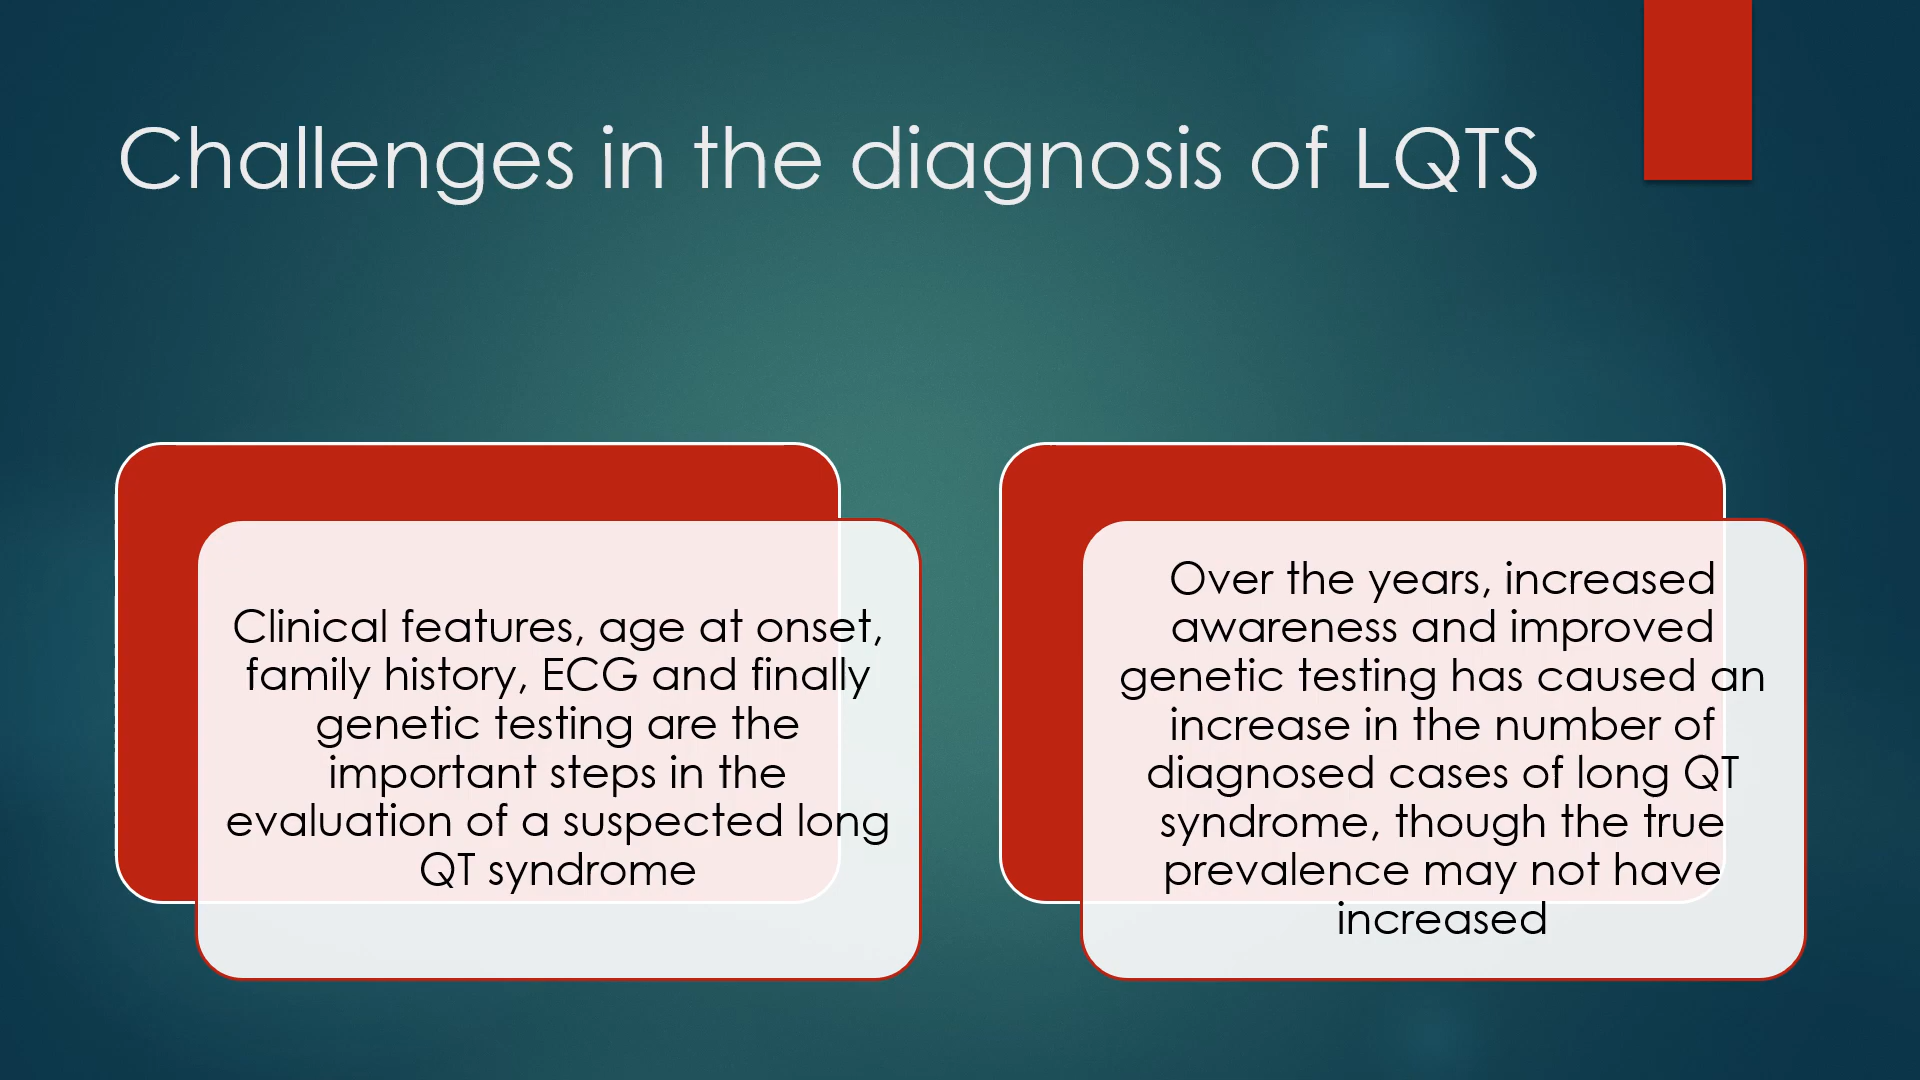 Challenges in the diagnosis of LQTS
Clinical features, age at onset,
family history, ECG and finally
genetic testing are the
important steps in the
evaluation of a suspected long
QT syndrome
Over the years, increased
awareness and improved
genetic testing has caused an
increase in the number of
diagnosed cases of long QT
syndrome, though the true
prevalence may not have
increased